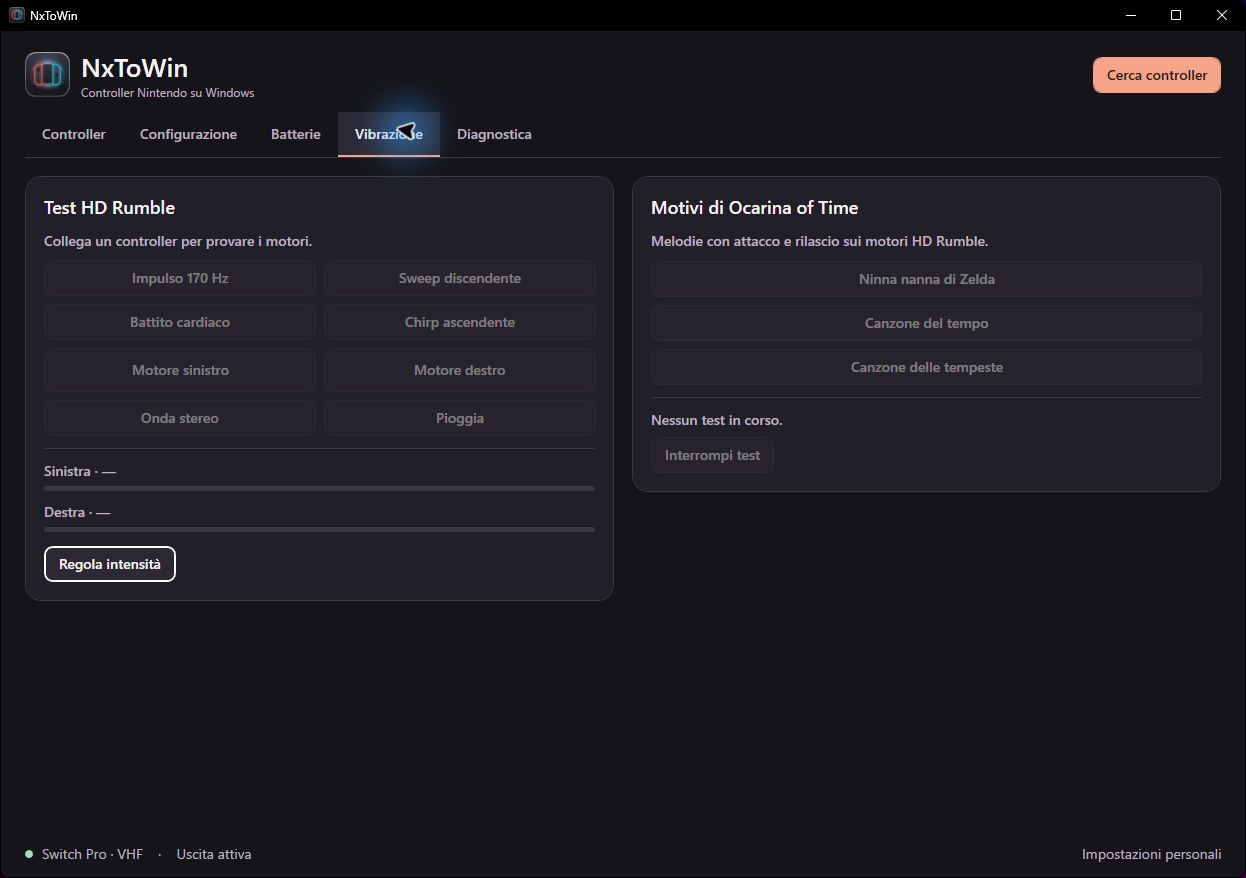 NxToWin
NxToWin
Controller Nintendo su Windows
Cerca controller
Controller
Configurazione
Batterie
Vibrazione
Diagnostica
Test HD Rumble
Collega un controller per provare i motori.
Impulso 170 Hz
Sweep discendente
Battito cardiaco
Chirp ascendente
Motore sinistro
Motore destro
Onda stereo
Pioggia
Sinistra · —
Destra · —
Regola intensità
Motivi di Ocarina of Time
Melodie con attacco e rilascio sui motori HD Rumble.
Ninna nanna di Zelda
Canzone del tempo
Canzone delle tempeste
Nessun test in corso.
Interrompi test
Switch Pro · VHF · Uscita attiva
Impostazioni personali